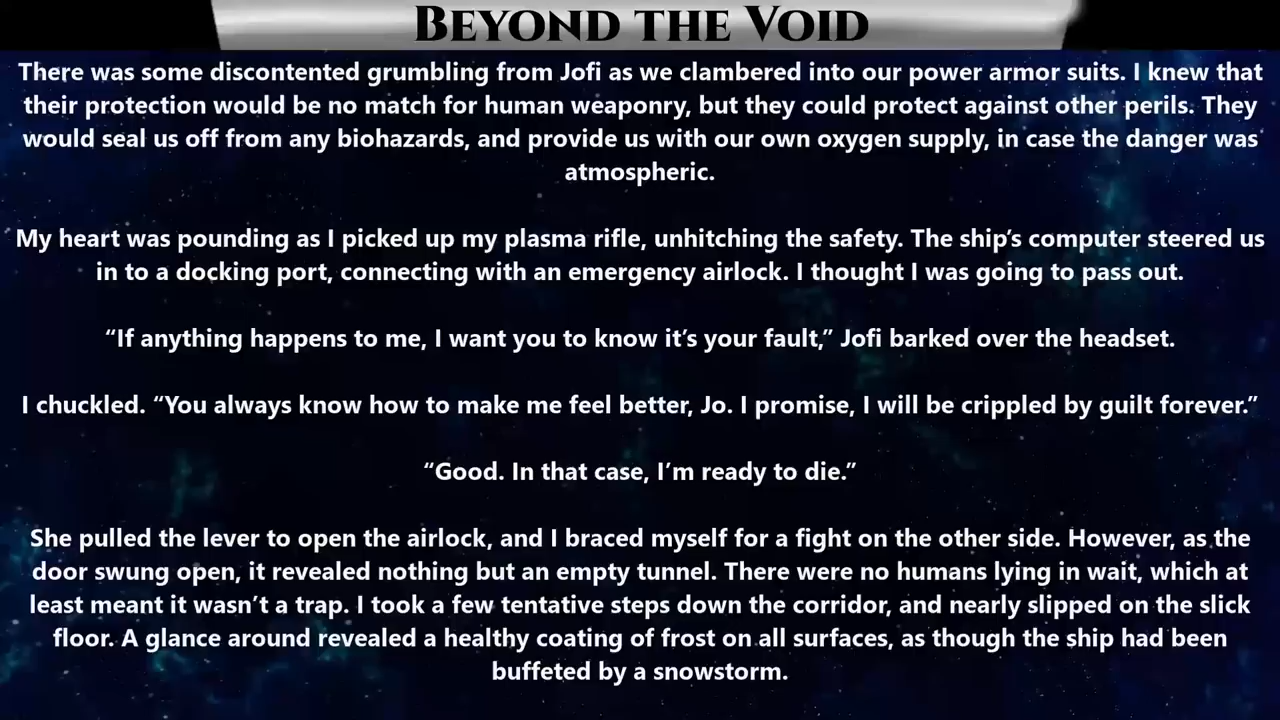 BEYOND THE VOID
There was some discontented grumbling from Jofi as we clambered into our power armor suits. I knew that
their protection would be no match for human weaponry, but they could protect against other perils. They
would seal us off from any biohazards, and provide us with our own oxygen supply, in case the danger was
atmospheric.
My heart was pounding as I picked up my plasma rifle, unhitching the safety. The ship’s computer steered us
in to a docking port, connecting with an emergency airlock. I thought I was going to pass out.
“If anything happens to me, I want you to know it’s your fault,” Jofi barked over the headset.
I chuckled. “You always know how to make me feel better, Jo. I promise, I will be crippled by guilt forever.”
“Good. In that case, I’m ready to die.”
She pulled the lever to open the airlock, and I braced myself for a fight on the other side. However, as the
door swung open, it revealed nothing but an empty tunnel. There were no humans lying in wait, which at
least meant it wasn’t a trap. I took a few tentative steps down the corridor, and nearly slipped on the slick
floor. A glance around revealed a healthy coating of frost on all surfaces, as though the ship had been
buffeted by a snowstorm.